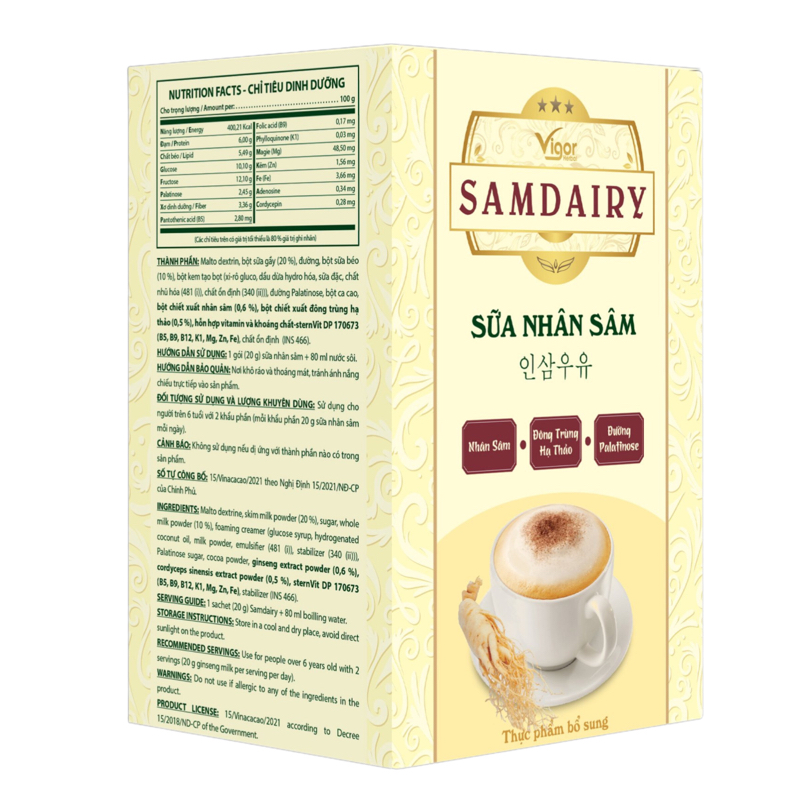 NUTRITION FACTS - CHỈ TIÊU DINH DƯỠNG
Cho trọng lượng / Amount per: 100 g
Năng lượng / Energy 400,21 Kcal
Đạm / Protein 6,00 g
Chất béo / Lipid 5,49 g
Glucose 10,10 g
Fructose 12,10 g
Palatinose 2,45 g
Xơ dinh dưỡng / Fiber 3,36 g
Pantothenic acid (B5) 2,80 mg
Folic acid (B9) 0,17 mg
Phylloquinone (K1) 0,03 mg
Magie (Mg) 48,50 mg
Kẽm (Zn) 1,56 mg
Fe (Fe) 3,66 mg
Adenosine 0,34 mg
Cordycepin 0,28 mg
(Các chỉ tiêu trên có giá trị tối thiểu là 80 % giá trị ghi nhãn)
THÀNH PHẦN: Malto dextrin, bột sữa gầy (20 %), đường, bột sữa béo
(10 %), bột kem tạo bọt (xi-rô gluco, dầu dừa hydro hóa, sữa đặc, chất
nhũ hóa (481 (i)), chất ổn định (340 (ii))), đường Palatinose, bột ca cao,
bột chiết xuất nhân sâm (0,6 %), bột chiết xuất đông trùng hạ
thảo (0,5 %), hỗn hợp vitamin và khoáng chất-sternVit DP 170673
(B5, B9, B12, K1, Mg, Zn, Fe), chất ổn định (INS 466).
HƯỚNG DẪN SỬ DỤNG: 1 gói (20 g) sữa nhân sâm + 80 ml nước sôi.
HƯỚNG DẪN BẢO QUẢN: Nơi khô ráo và thoáng mát, tránh ánh nắng
chiếu trực tiếp vào sản phẩm.
ĐỐI TƯỢNG SỬ DỤNG VÀ LƯỢNG KHUYÊN DÙNG: Sử dụng cho
người trên 6 tuổi với 2 khẩu phần (mỗi khẩu phần 20 g sữa nhân sâm
mỗi ngày).
CẢNH BÁO: Không sử dụng nếu dị ứng với thành phần nào có trong
sản phẩm.
SỐ TỰ CÔNG BỐ: 15/Vinacacao/2021 theo Nghị Định 15/2021/NĐ-CP
của Chính Phủ.
INGREDIENTS: Malto dextrine, skim milk powder (20 %), sugar, whole
milk powder (10 %), foaming creamer (glucose syrup, hydrogenated
coconut oil, milk powder, emulsifier (481 (i)), stabilizer (340 (ii))),
Palatinose sugar, cocoa powder, ginseng extract powder (0,6 %),
cordyceps sinensis extract powder (0,5 %), sternVit DP 170673
(B5, B9, B12, K1, Mg, Zn, Fe), stabilizer (INS 466).
SERVING GUIDE: 1 sachet (20 g) Samdairy + 80 ml boilling water.
STORAGE INSTRUCTIONS: Store in a cool and dry place, avoid direct
sunlight on the product.
RECOMMENDED SERVINGS: Use for people over 6 years old with 2
servings (20 g ginseng milk per serving per day).
WARNINGS: Do not use if allergic to any of the ingredients in the
product.
PRODUCT LICENSE: 15/Vinacacao/2021 according to Decree
15/2018/ND-CP of the Government.
Vigor
SAMDAIRY
SỮA NHÂN SÂM
인삼우유
Nhân Sâm
Đông Trùng
Hạ Thảo
Đường
Palatinose
Thực phẩm bổ sung